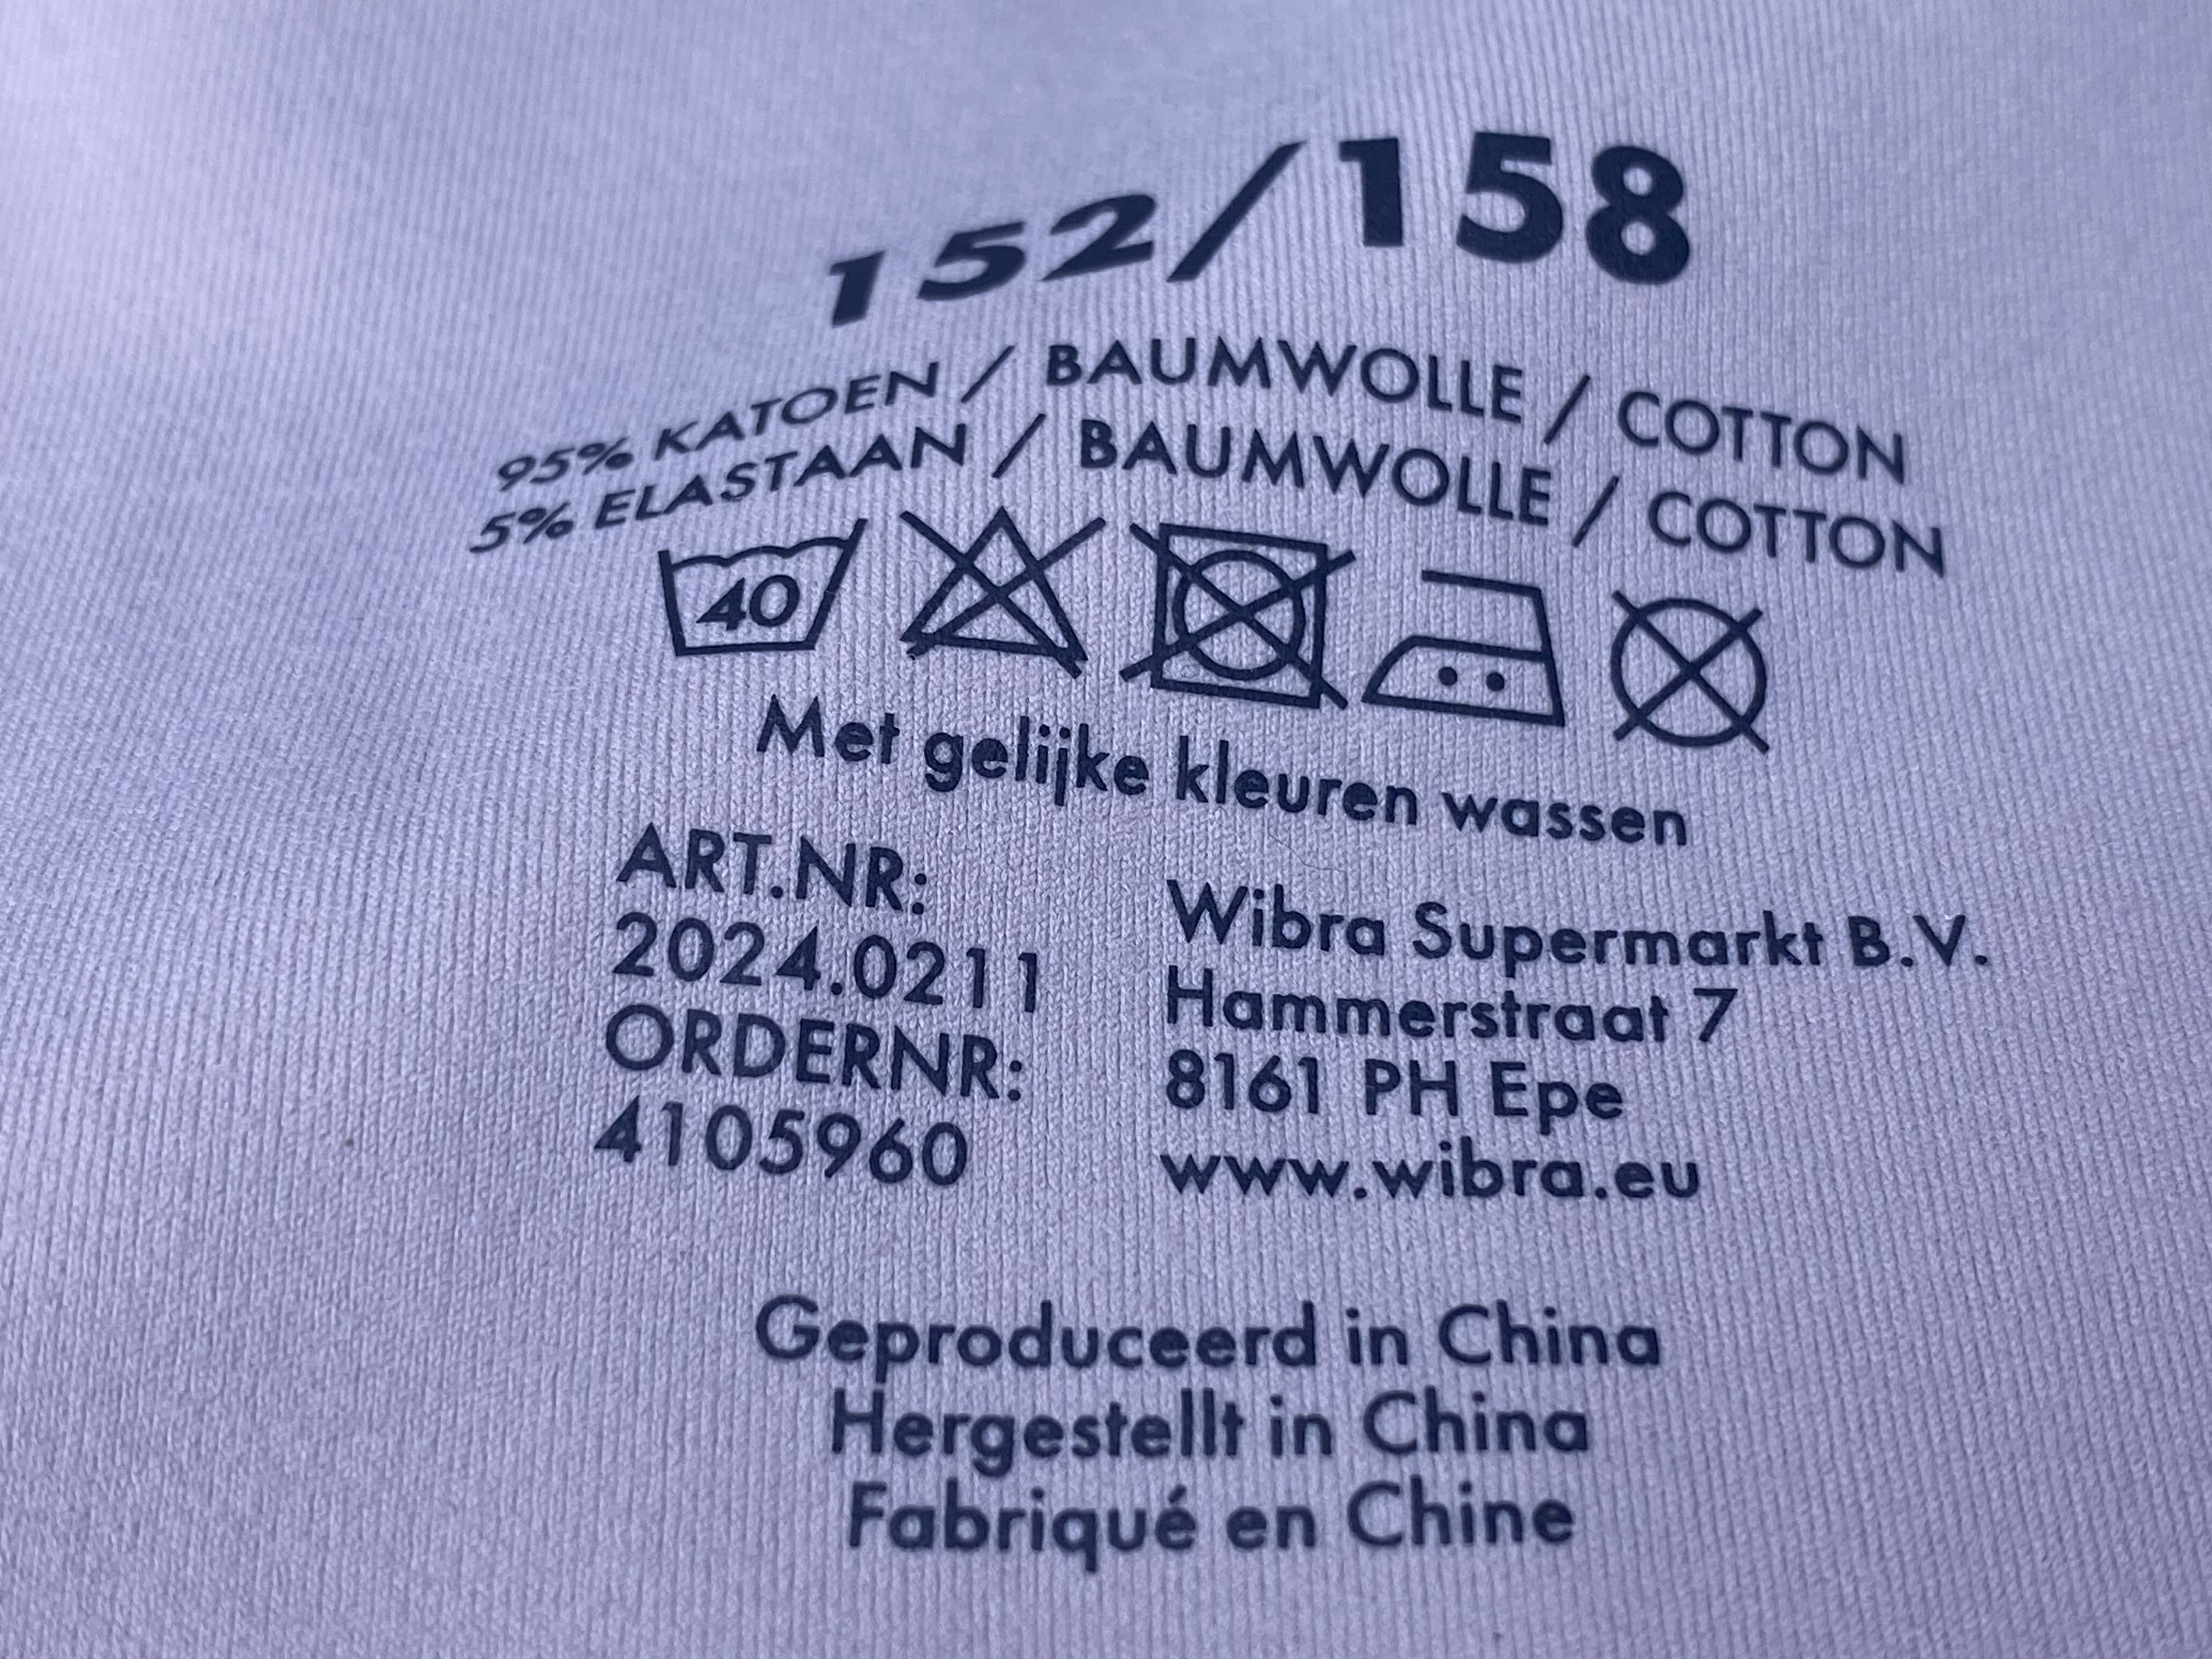 152/158
95% KATOEN / BAUMWOLLE / COTTON
5% ELASTAAN / BAUMWOLLE / COTTON
40
Met gelijke kleuren wassen
ART.NR:
2024.0211
ORDERNR:
4105960
Wibra Supermarkt B.V.
Hammerstraat 7
8161 PH Epe
www.wibra.eu
Geproduceerd in China
Hergestellt in China
Fabriqué en Chine